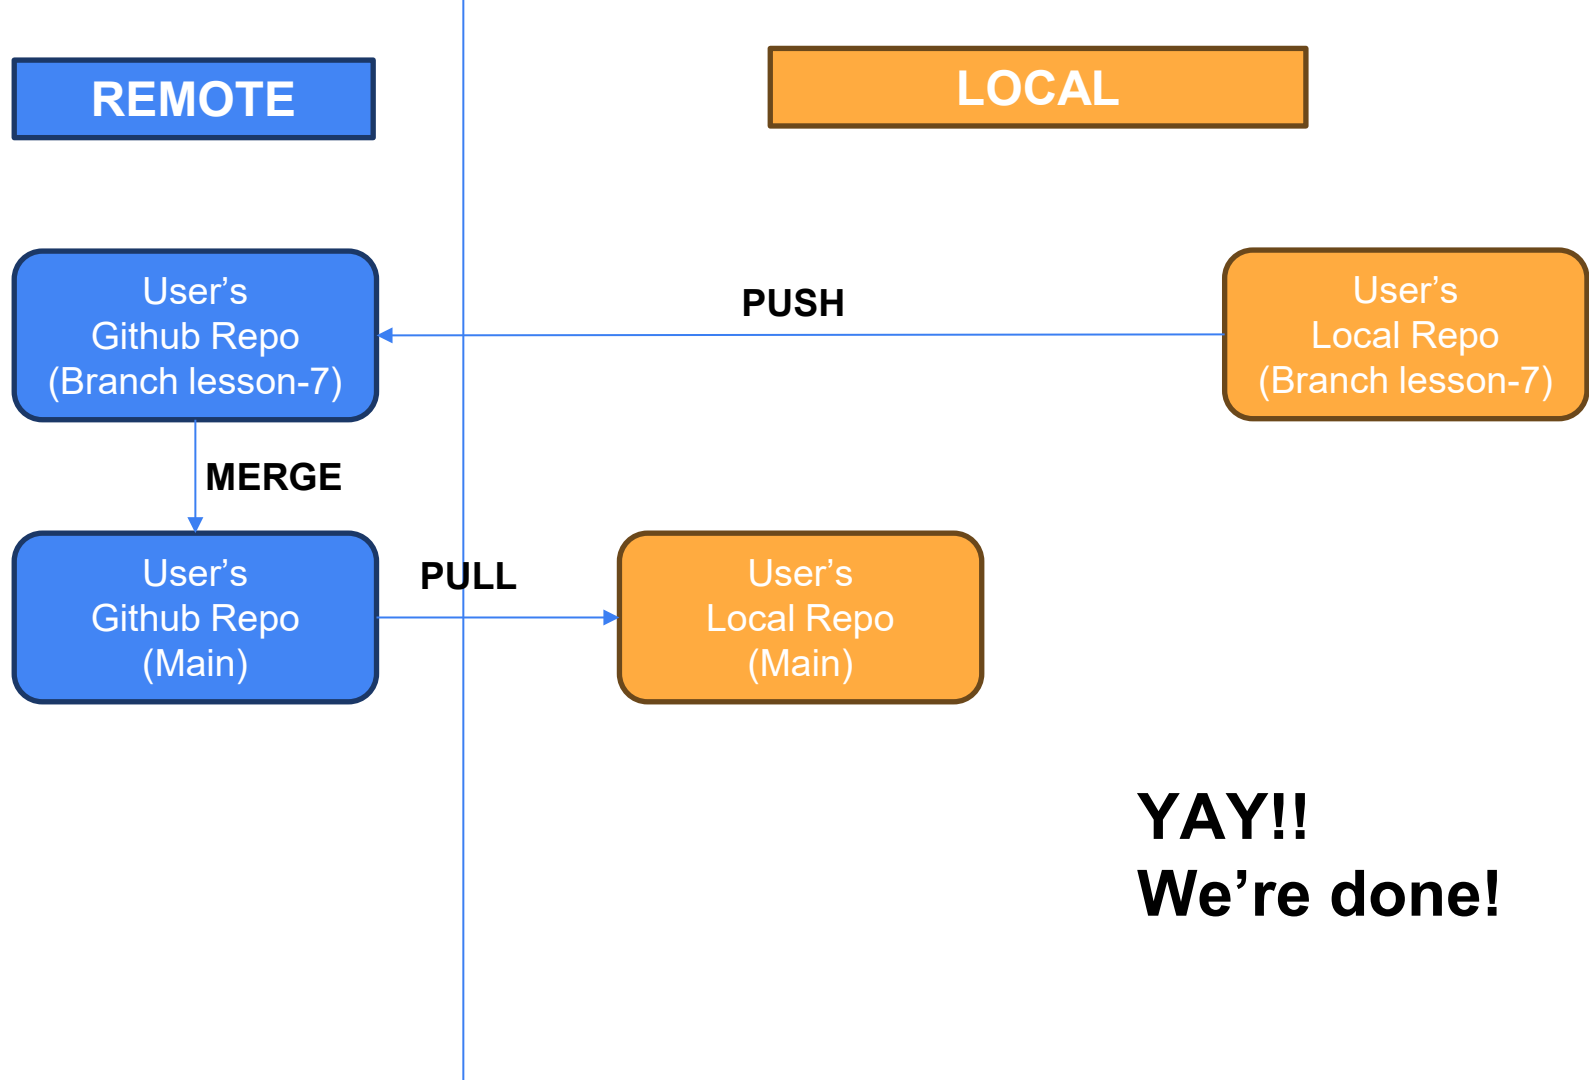 REMOTE
LOCAL
User’s
Github Repo
(Branch lesson-7)
PUSH
User’s
Local Repo
(Branch lesson-7)
MERGE
User’s
Github Repo
(Main)
PULL
User’s
Local Repo
(Main)
YAY!!
We’re done!